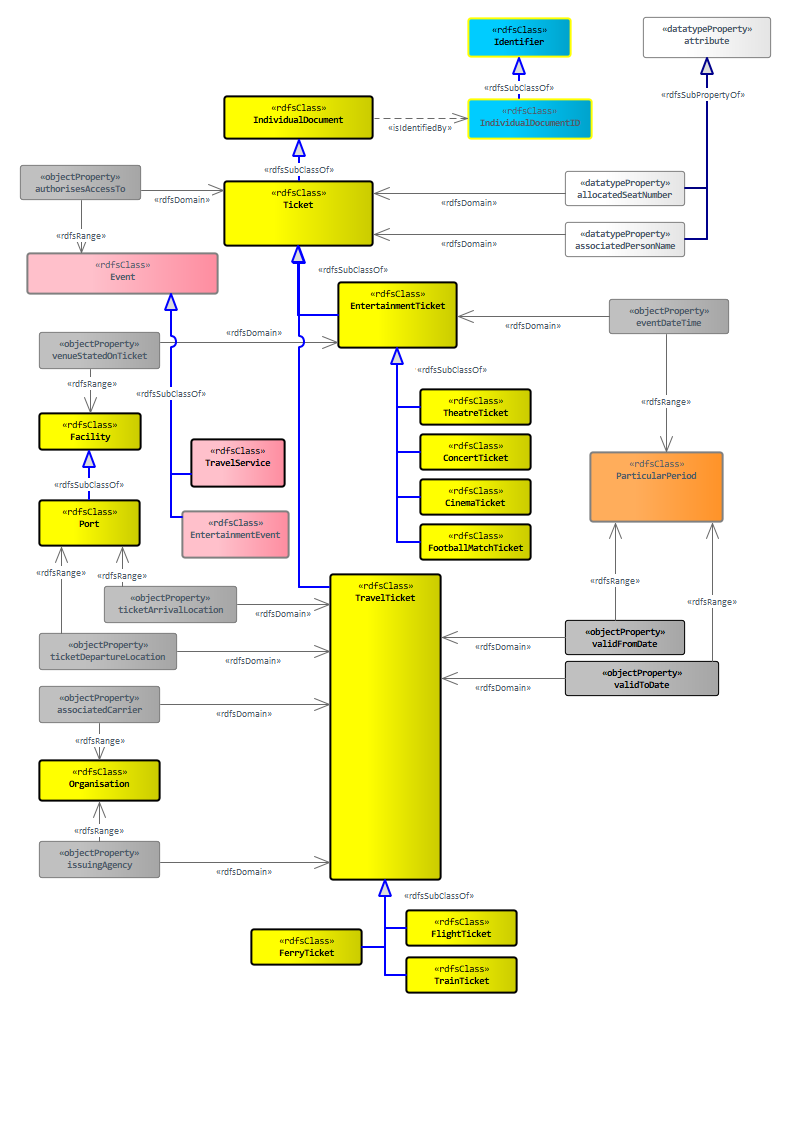 «rdfsClass»
Identifier
«datatypeProperty»
attribute
«rdfsSubClassOf»
«rdfsSubPropertyOf»
«rdfsClass»
IndividualDocument
«isIdentifiedBy»
«rdfsClass»
IndividualDocumentID
«rdfsSubClassOf»
«objectProperty»
authorisesAccessTo
«rdfsDomain»
«rdfsClass»
Ticket
«rdfsDomain»
«datatypeProperty»
allocatedSeatNumber
«rdfsRange»
«rdfsDomain»
«datatypeProperty»
associatedPersonName
«rdfsClass»
Event
«rdfsSubClassOf»
«rdfsClass»
EntertainmentTicket
«rdfsDomain»
«objectProperty»
eventDateTime
«objectProperty»
venueStatedOnTicket
«rdfsDomain»
«rdfsRange»
«rdfsSubClassOf»
«rdfsSubClassOf»
«rdfsRange»
«rdfsClass»
TheatreTicket
«rdfsClass»
Facility
«rdfsClass»
TravelService
«rdfsClass»
ConcertTicket
«rdfsClass»
ParticularPeriod
«rdfsSubClassOf»
«rdfsClass»
CinemaTicket
«rdfsClass»
Port
«rdfsClass»
EntertainmentEvent
«rdfsClass»
FootballMatchTicket
«rdfsRange»
«rdfsRange»
«rdfsClass»
TravelTicket
«rdfsRange»
«rdfsRange»
«objectProperty»
ticketArrivalLocation
«rdfsDomain»
«objectProperty»
ticketDepartureLocation
«rdfsDomain»
«rdfsDomain»
«objectProperty»
validFromDate
«rdfsDomain»
«objectProperty»
validToDate
«objectProperty»
associatedCarrier
«rdfsDomain»
«rdfsRange»
«rdfsClass»
Organisation
«rdfsRange»
«objectProperty»
issuingAgency
«rdfsDomain»
«rdfsSubClassOf»
«rdfsClass»
FlightTicket
«rdfsClass»
FerryTicket
«rdfsClass»
TrainTicket